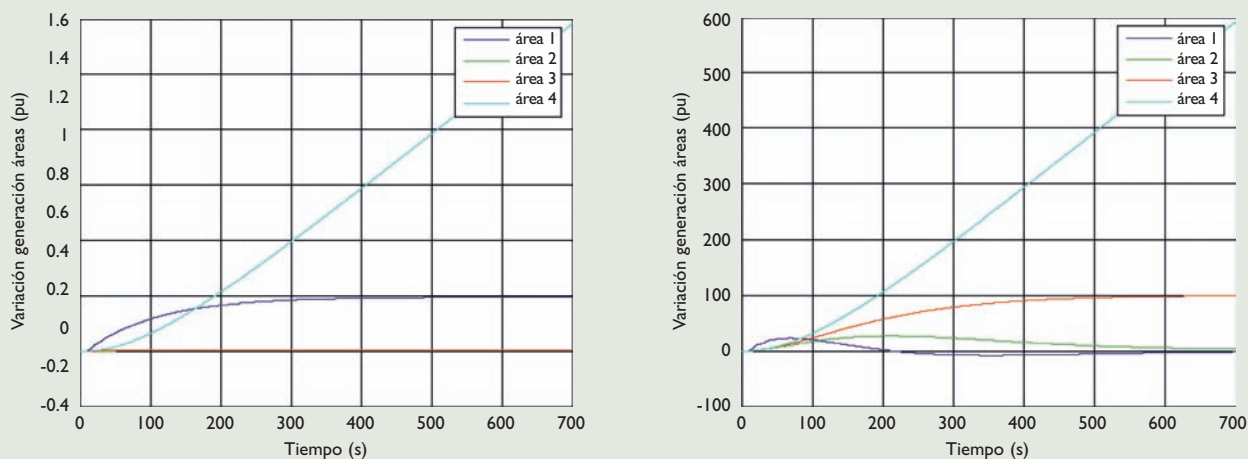 Variación generación áreas (pu)
1.6
1.4
1.2
1
0.8
0.6
0.4
0.2
0
-0.2
-0.4
0 100 200 300 400 500 600 700
Tiempo (s)
área 1
área 2
área 3
área 4
Variación generación áreas (pu)
600
500
400
300
200
100
0
-100
0 100 200 300 400 500 600 700
Tiempo (s)
área 1
área 2
área 3
área 4